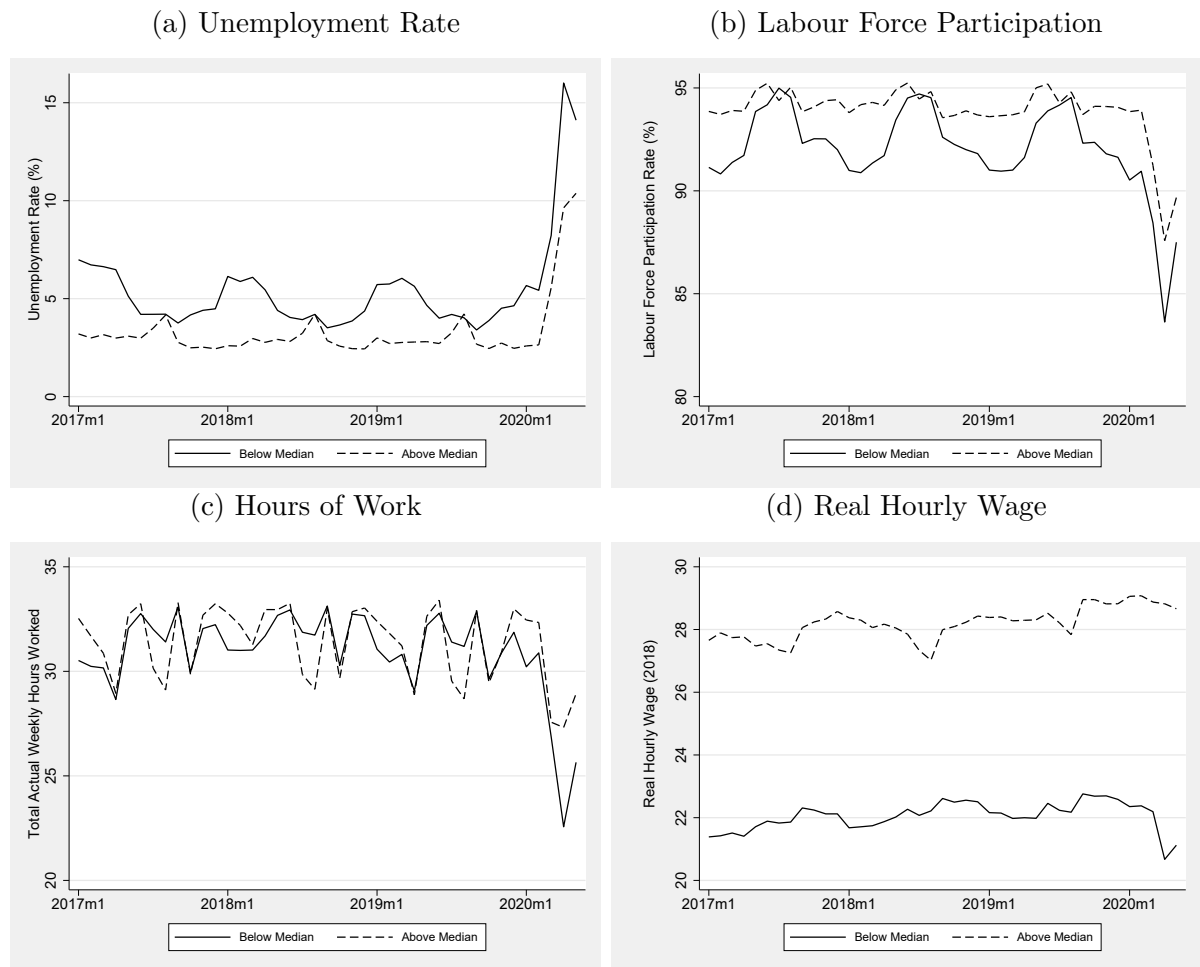 (a) Unemployment Rate
Unemployment Rate (%)
15
10
5
0
2017m1 2018m1 2019m1 2020m1
Below Median Above Median
(b) Labour Force Participation
Labour Force Participation Rate (%)
95
90
85
80
2017m1 2018m1 2019m1 2020m1
Below Median Above Median
(c) Hours of Work
Total Actual Weekly Hours Worked
35
30
25
20
2017m1 2018m1 2019m1 2020m1
Below Median Above Median
(d) Real Hourly Wage
Real Hourly Wage (2018)
30
28
26
24
22
20
2017m1 2018m1 2019m1 2020m1
Below Median Above Median